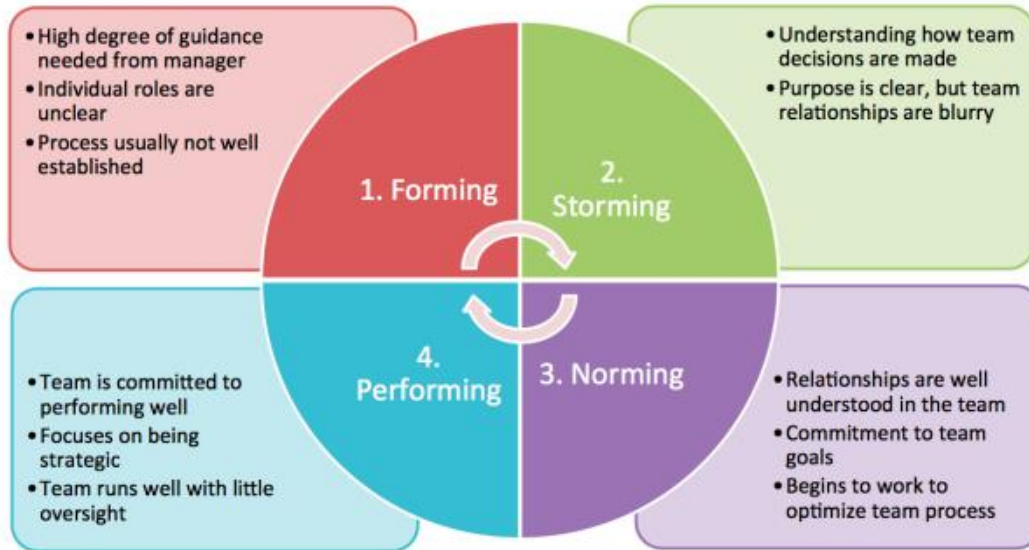 • High degree of guidance
needed from manager
• Individual roles are
unclear
• Process usually not well
established
1. Forming
• Understanding how team
decisions are made
• Purpose is clear, but team
relationships are blurry
2.
Storming
• Relationships are well
understood in the team
• Commitment to team
goals
• Begins to work to
optimize team process
3. Norming
• Team is committed to
performing well
• Focuses on being
strategic
• Team runs well with little
oversight
4.
Performing